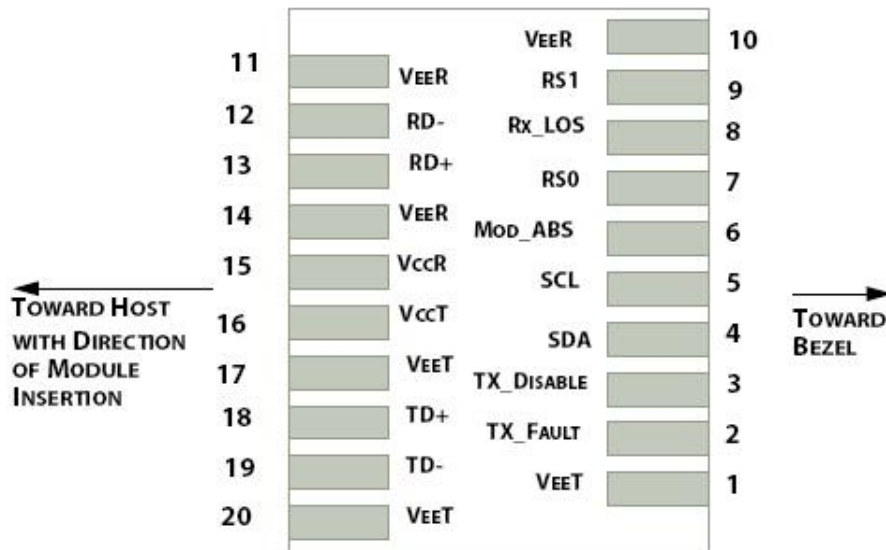 11 VEER
12 RD-
13 RD+
14 VEER
15 VCCR
16 VCCT
17 VEET
18 TD+
19 TD-
20 VEET
VEER 10
RS1 9
RX_LOS 8
RS0 7
MOD_ABS 6
SCL 5
SDA 4
TX_DISABLE 3
TX_FAULT 2
VEET 1
TOWARD HOST
WITH DIRECTION
OF MODULE
INSERTION
TOWARD
BEZEL